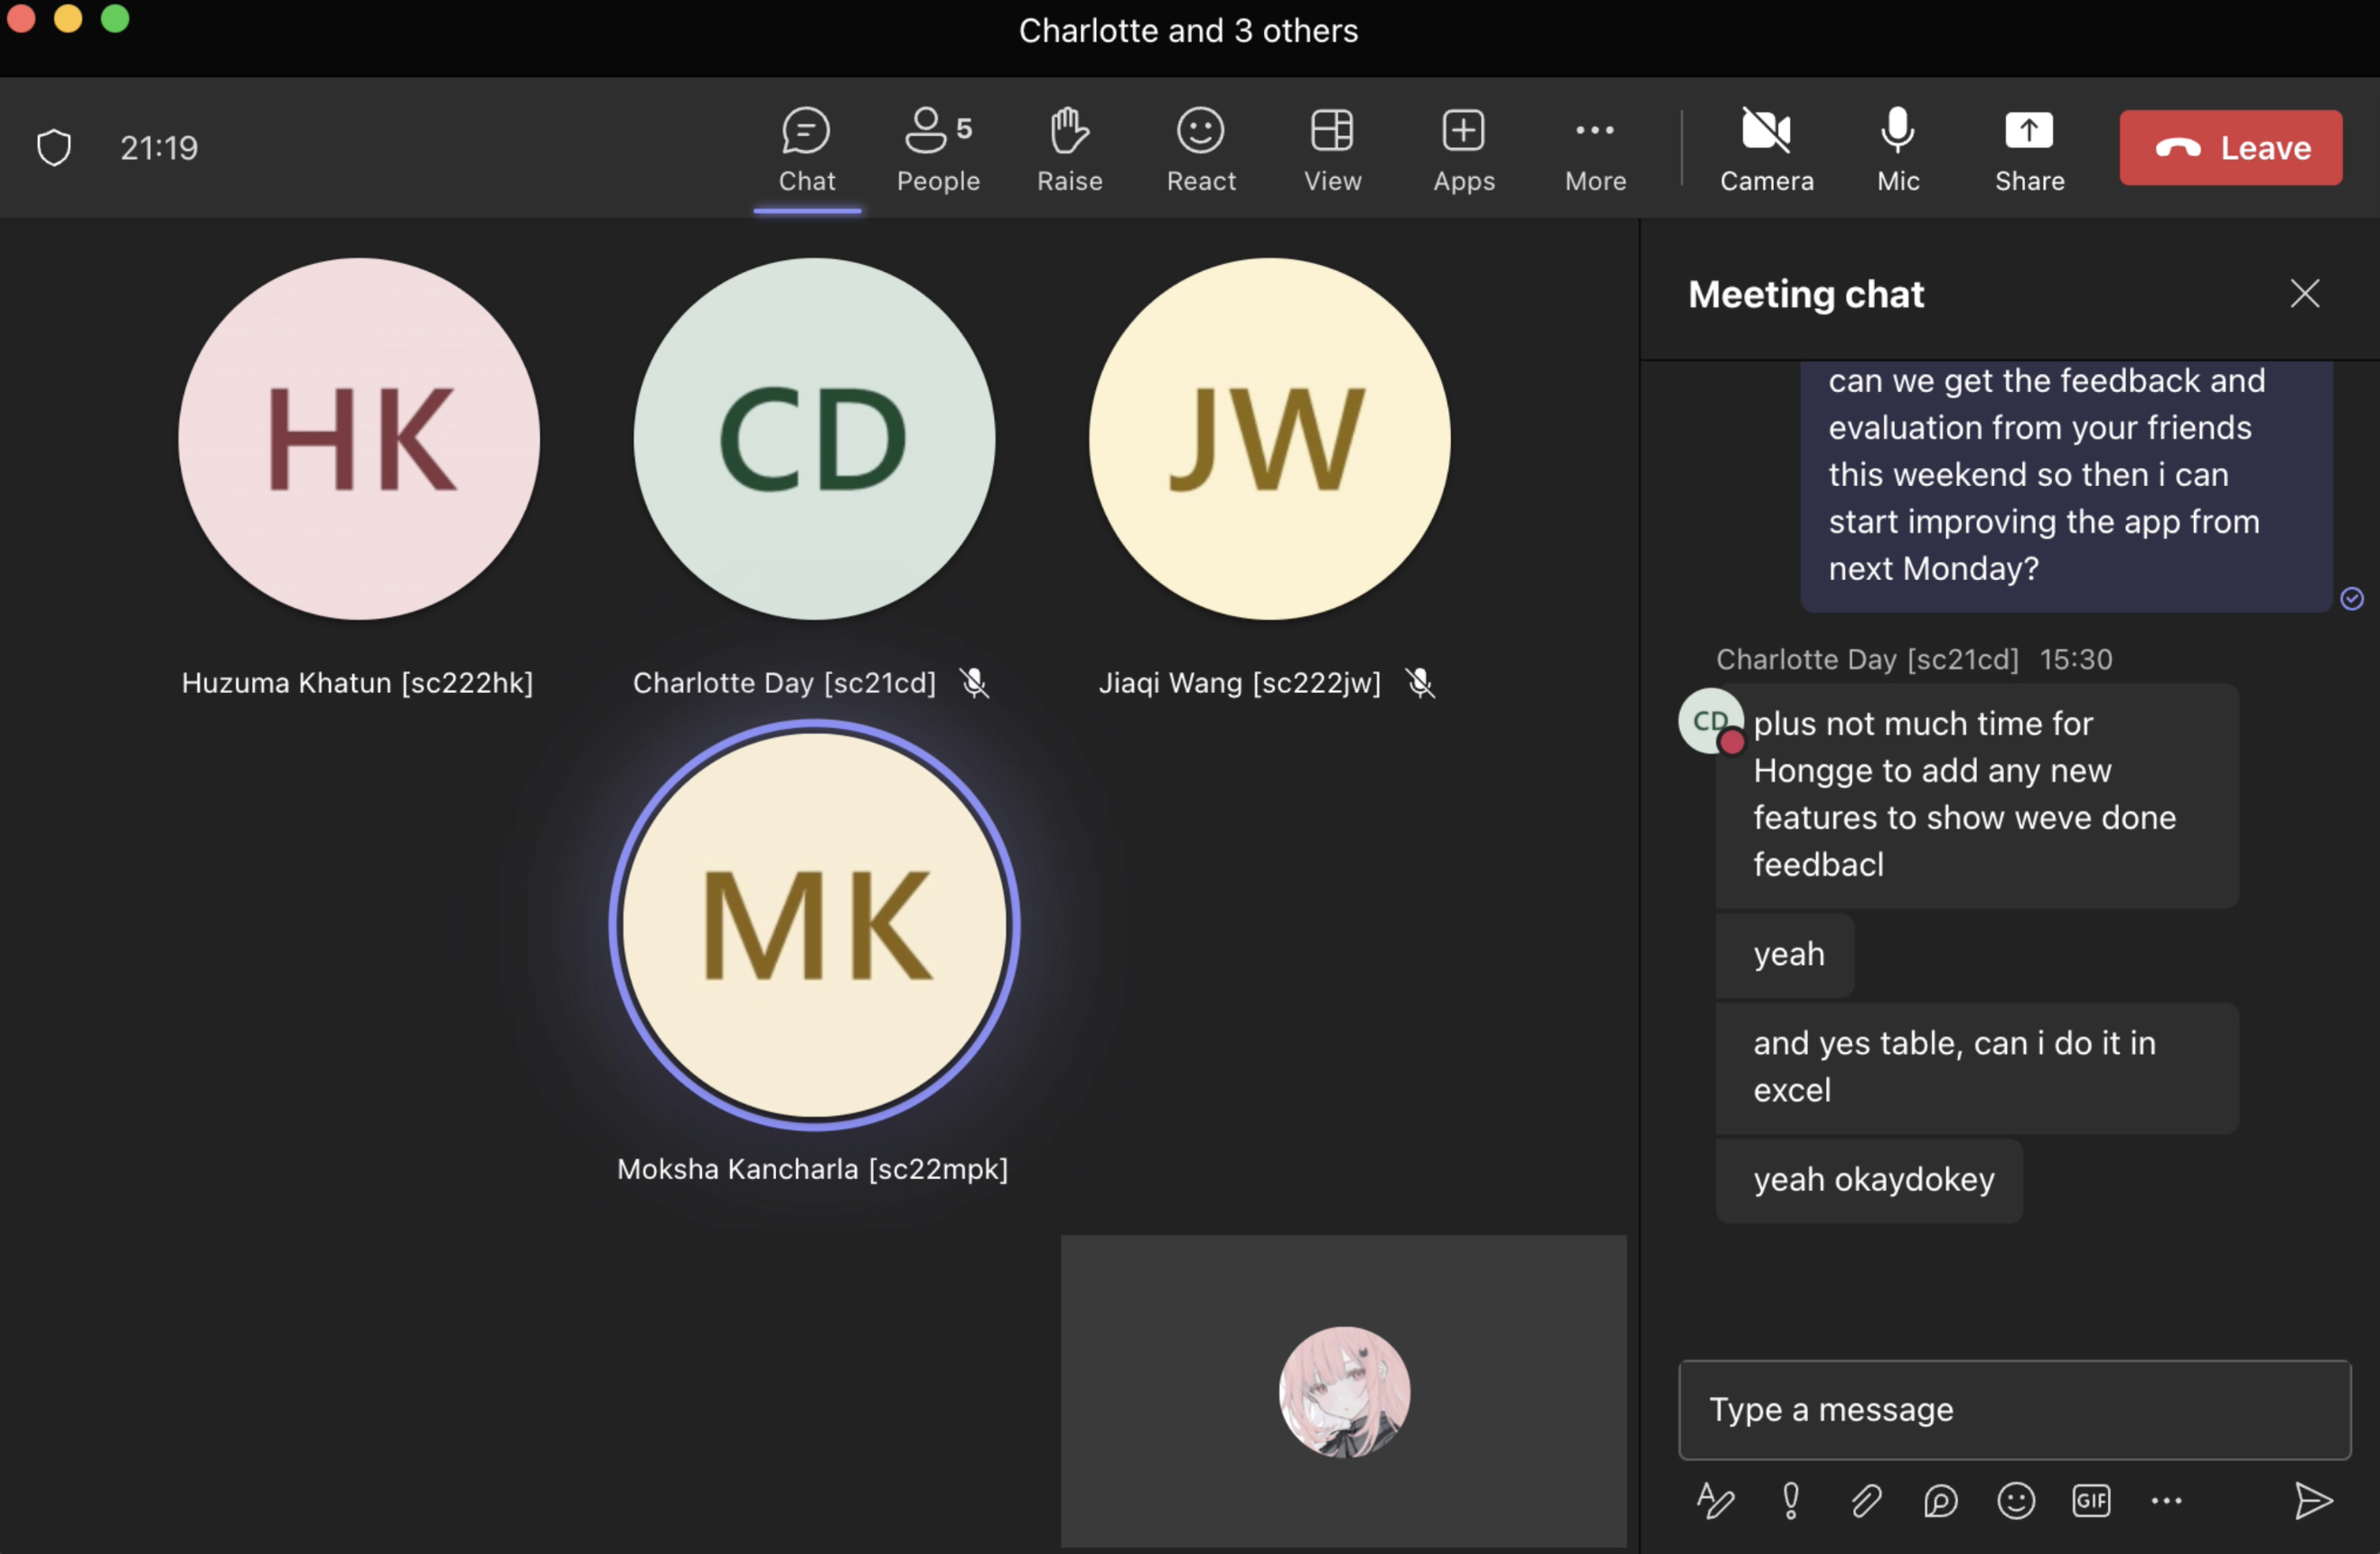 Charlotte and 3 others
21:19
Chat
People 5
Raise
React
View
Apps
More
Camera
Mic
Share
Leave
HK
CD
JW
Huzuma Khatun [sc222hk]
Charlotte Day [sc21cd]
Jiaqi Wang [sc222jw]
MK
Moksha Kancharla [sc22mpk]
Meeting chat
can we get the feedback and
evaluation from your friends
this weekend so then i can
start improving the app from
next Monday?
Charlotte Day [sc21cd] 15:30
CD
plus not much time for
Hongge to add any new
features to show weve done
feedbacl
yeah
and yes table, can i do it in
excel
yeah okaydokey
Type a message
GIF